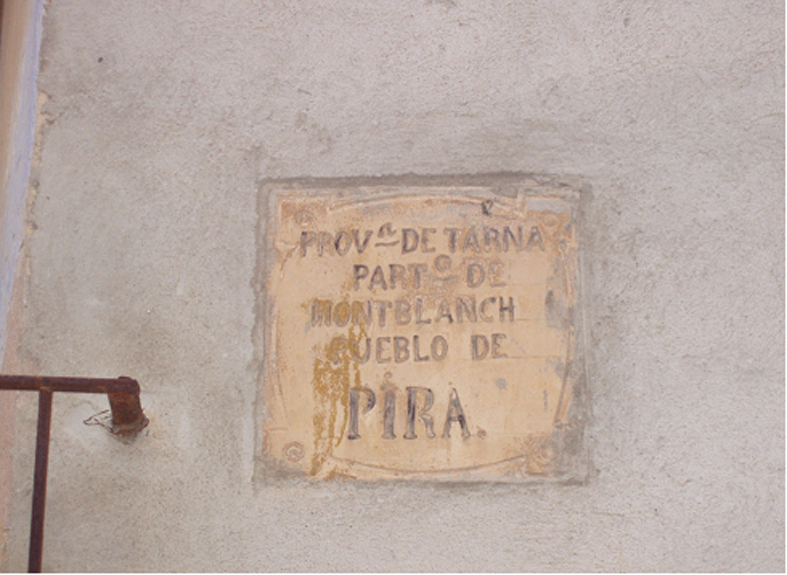 PROVª DE TARNA
PARTº DE
MONTBLANCH
PUEBLO DE
PIRA.